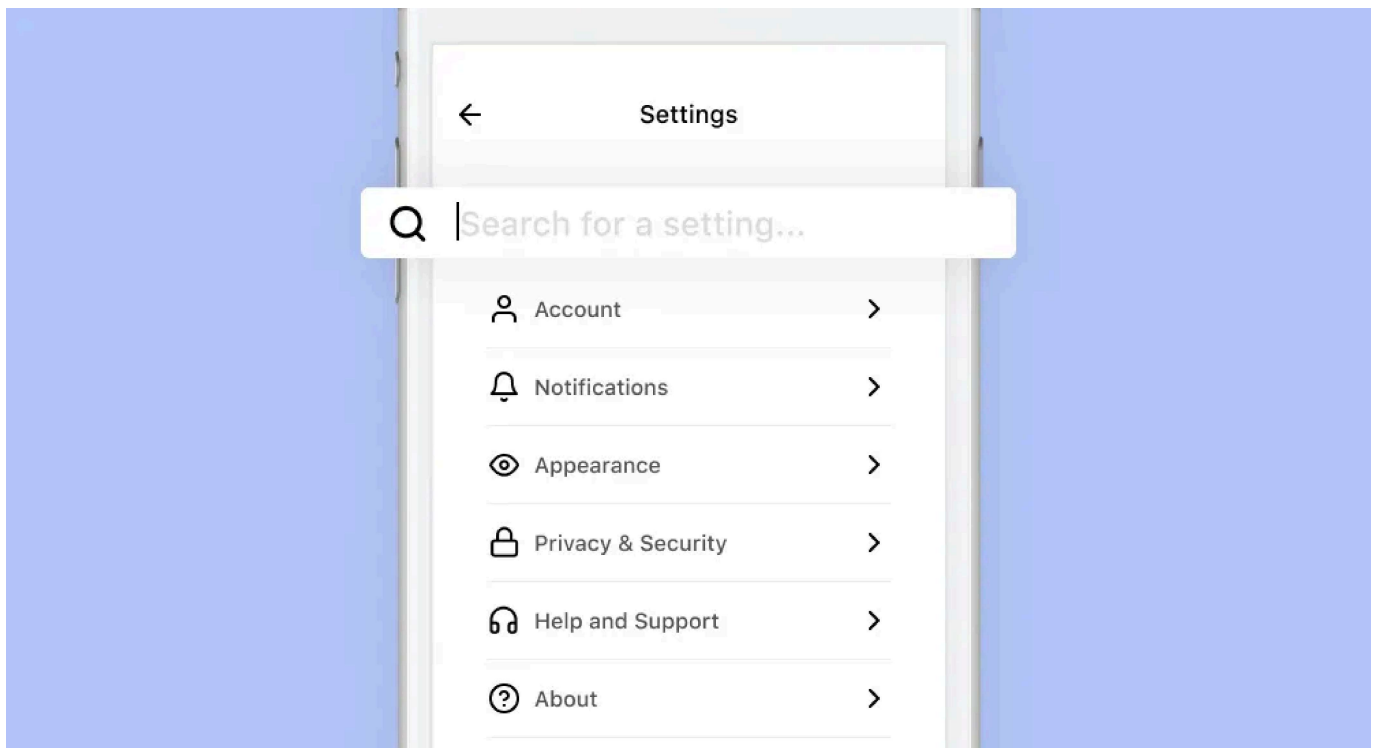 Settings
Search for a setting...
Account
Notifications
Appearance
Privacy & Security
Help and Support
About